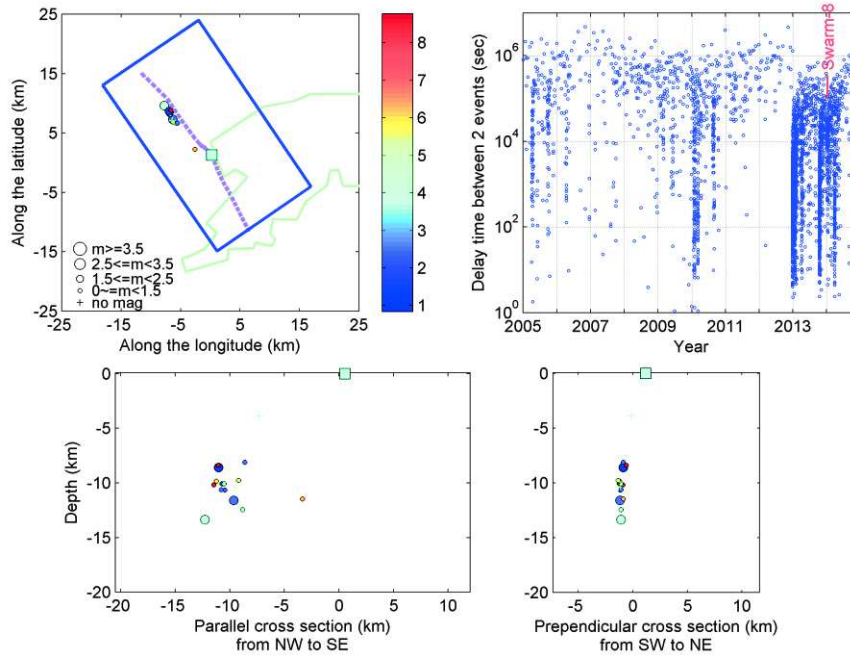 25
15
5
-5
-15
-25
Along the latitude (km)
m>=3.5
2.5<=m<3.5
1.5<=m<2.5
0~=m<1.5
no mag
-25 -15 -5 5 15 25
Along the longitude (km)
8
7
6
5
4
3
2
1
Delay time between 2 events (sec)
10^6
10^4
10^2
10^0
Swarm-8
2005 2007 2009 2011 2013
Year
0
-5
-10
-15
-20
Depth (km)
-20 -15 -10 -5 0 5 10
Parallel cross section (km)
from NW to SE
0
-5
-10
-15
-20
-5 0 5 10
Prependicular cross section (km)
from SW to NE